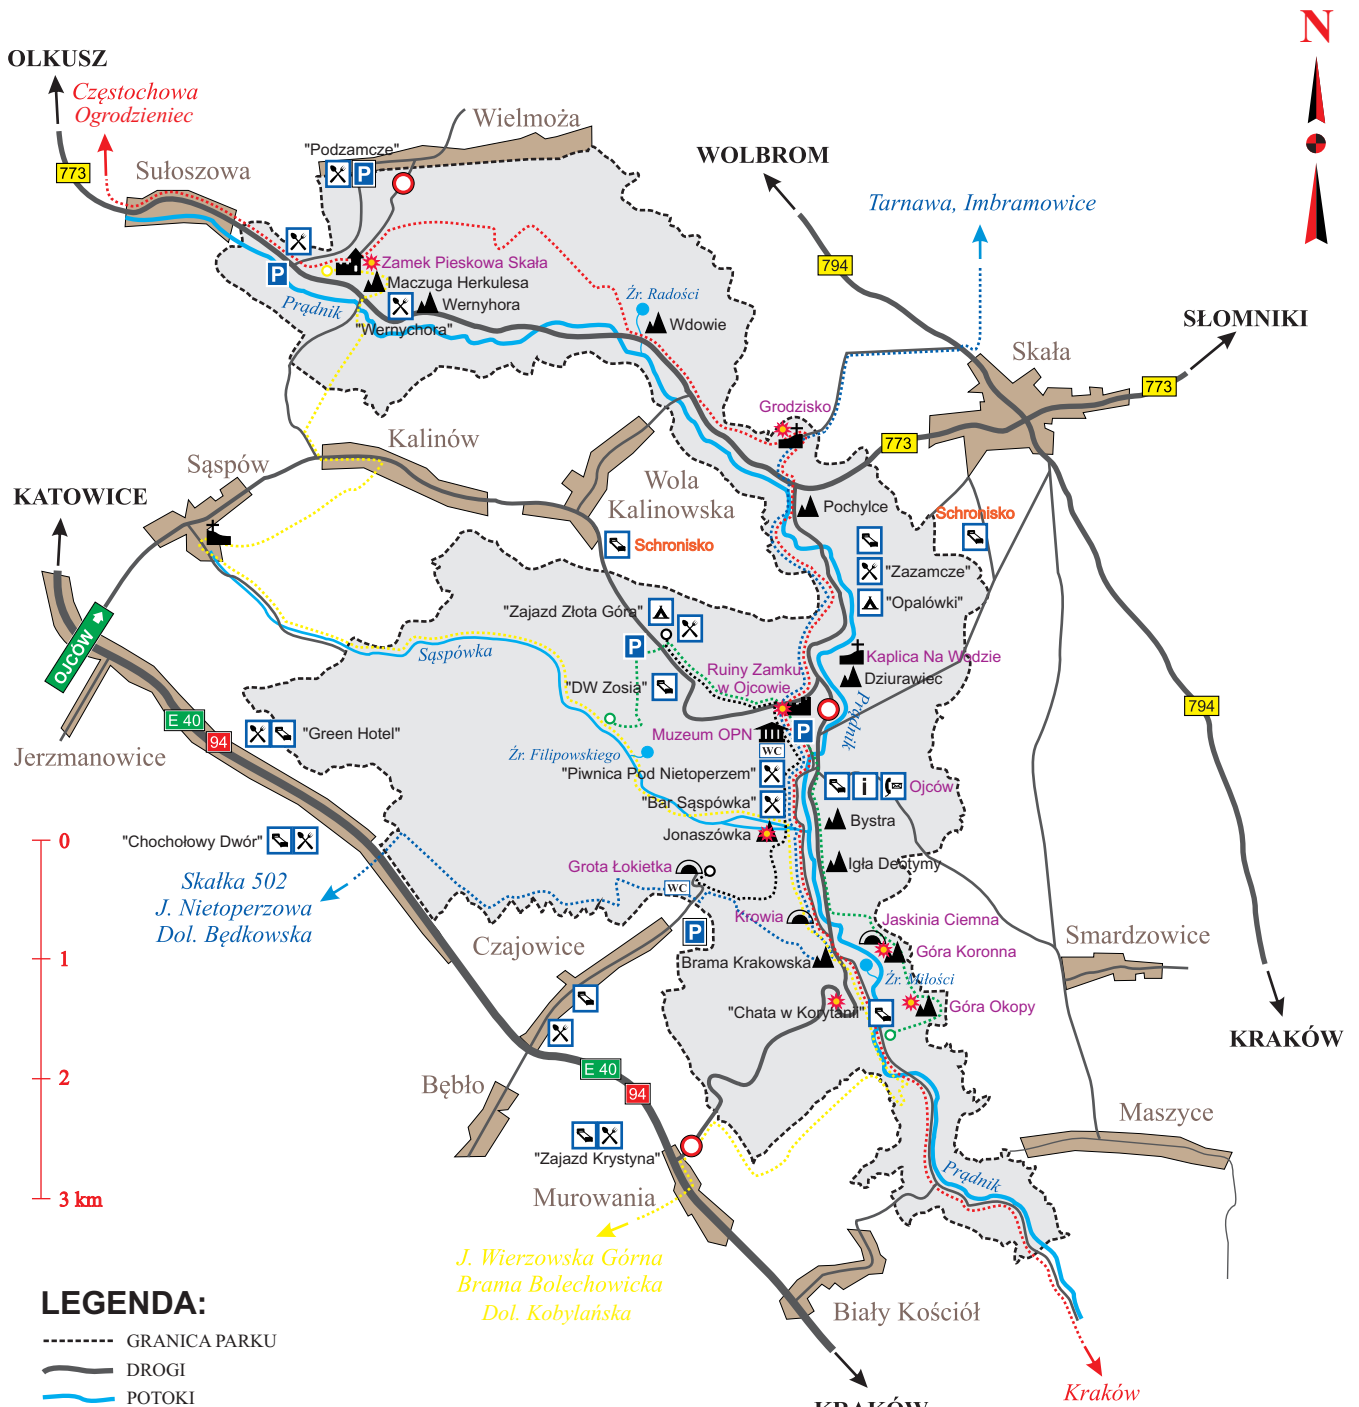 N
OLKUSZ
Częstochowa
Ogrodzieniec
773
Sułoszowa
"Podzamcze"
Wielmoża
P
WOLBROM
Tarnawa, Imbramowice
794
P
Zamek Pieskowa Skała
Maczuga Herkulesa
Prądnik
Wernyhora
"Wernychora"
Źr. Radości
Wdowie
SŁOMNIKI
Skała
773
Grodzisko
773
Kalinów
Sąspów
Wola
Kalinowska
KATOWICE
Pochylce
Schronisko
Schronisko
"Zazamcze"
"Opalówki"
"Zajazd Złota Góra"
OJCÓW
P
Sąspówka
Kaplica Na Wodzie
Ruiny Zamku
w Ojcowie
Dziurawiec
"DW Zosia"
Prądnik
794
E 40
94
"Green Hotel"
Muzeum OPN
P
WC
Jerzmanowice
Źr. Filipowskiego
"Piwnica Pod Nietoperzem"
i
Ojców
"Bar Sąspówka"
Bystra
Jonaszówka
0
"Chochołowy Dwór"
Igła Deotymy
Grota Łokietka
WC
Skałka 502
J. Nietoperzowa
Dol. Będkowska
Krowia
Jaskinia Ciemna
P
Czajowice
Smardzowice
Góra Koronna
1
Brama Krakowska
Źr. Miłości
"Chata w Korytanii"
Góra Okopy
KRAKÓW
E 40
2
Bębło
94
Maszyce
"Zajazd Krystyna"
Prądnik
Murowania
3 km
J. Wierzowska Górna
Brama Bolechowicka
Dol. Kobylańska
Biały Kościół
LEGENDA:
GRANICA PARKU
DROGI
POTOKI
Kraków
KRAKÓW